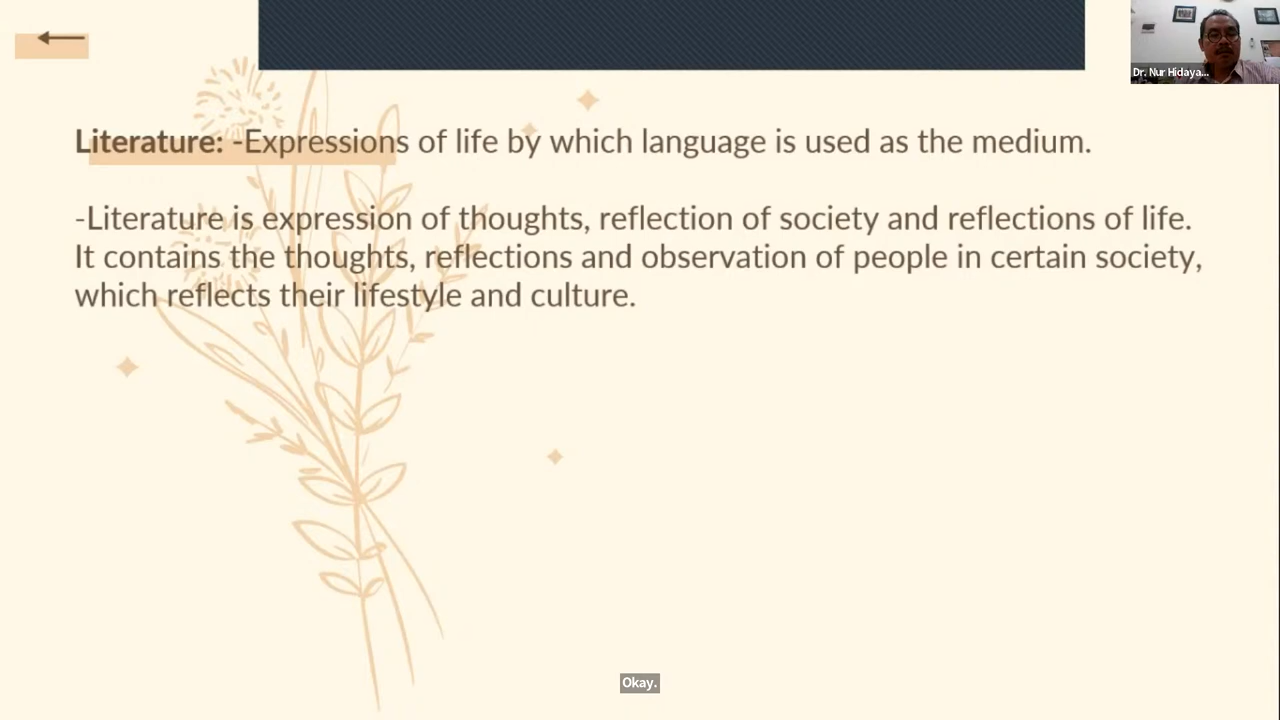 Dr. Nur Hidaya...
Literature: -Expressions of life by which language is used as the medium.
-Literature is expression of thoughts, reflection of society and reflections of life.
It contains the thoughts, reflections and observation of people in certain society,
which reflects their lifestyle and culture.
Okay.